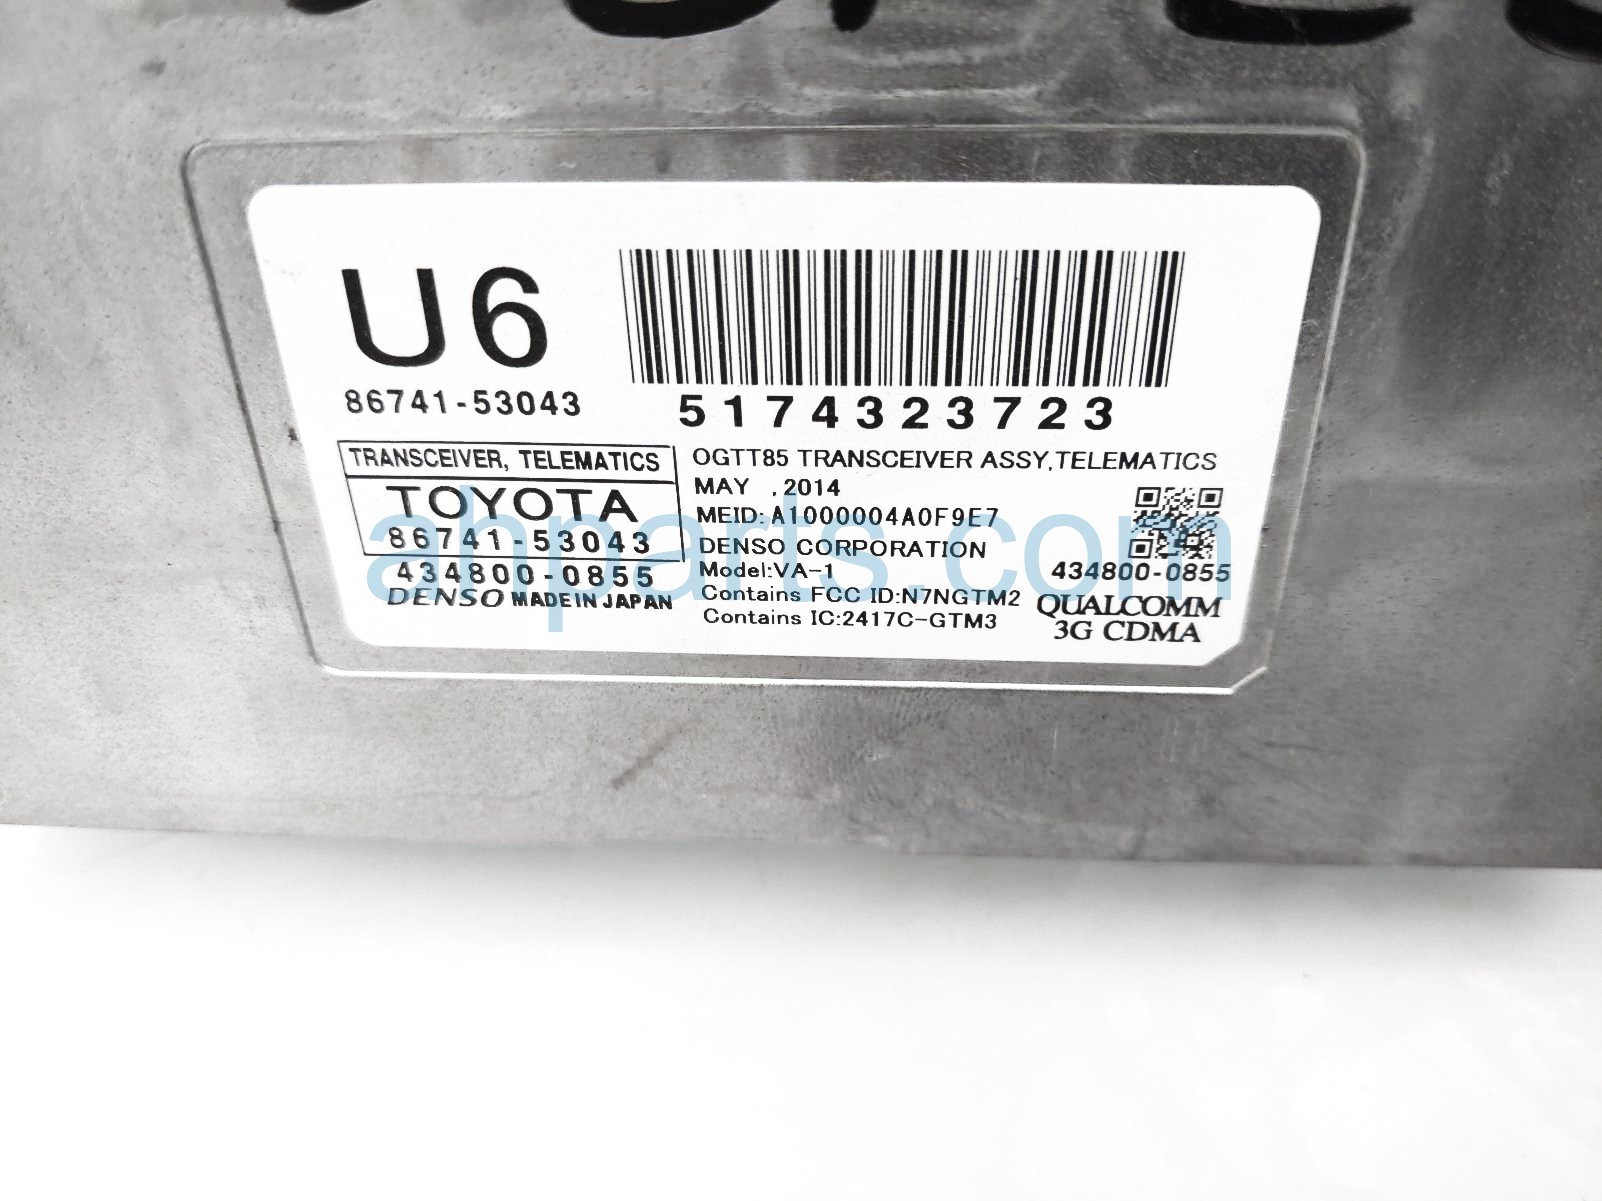 U6
86741-53043
5174323723
TRANSCEIVER, TELEMATICS
TOYOTA
86741-53043
434800-0855
DENSO MADE IN JAPAN
OGTT85 TRANSCEIVER ASSY,TELEMATICS
MAY ,2014
MEID:A1000004A0F9E7
DENSO CORPORATION
Model:VA-1
Contains FCC ID:N7NGTM2
Contains IC:2417C-GTM3
434800-0855
QUALCOMM
3G CDMA
ahparts.com